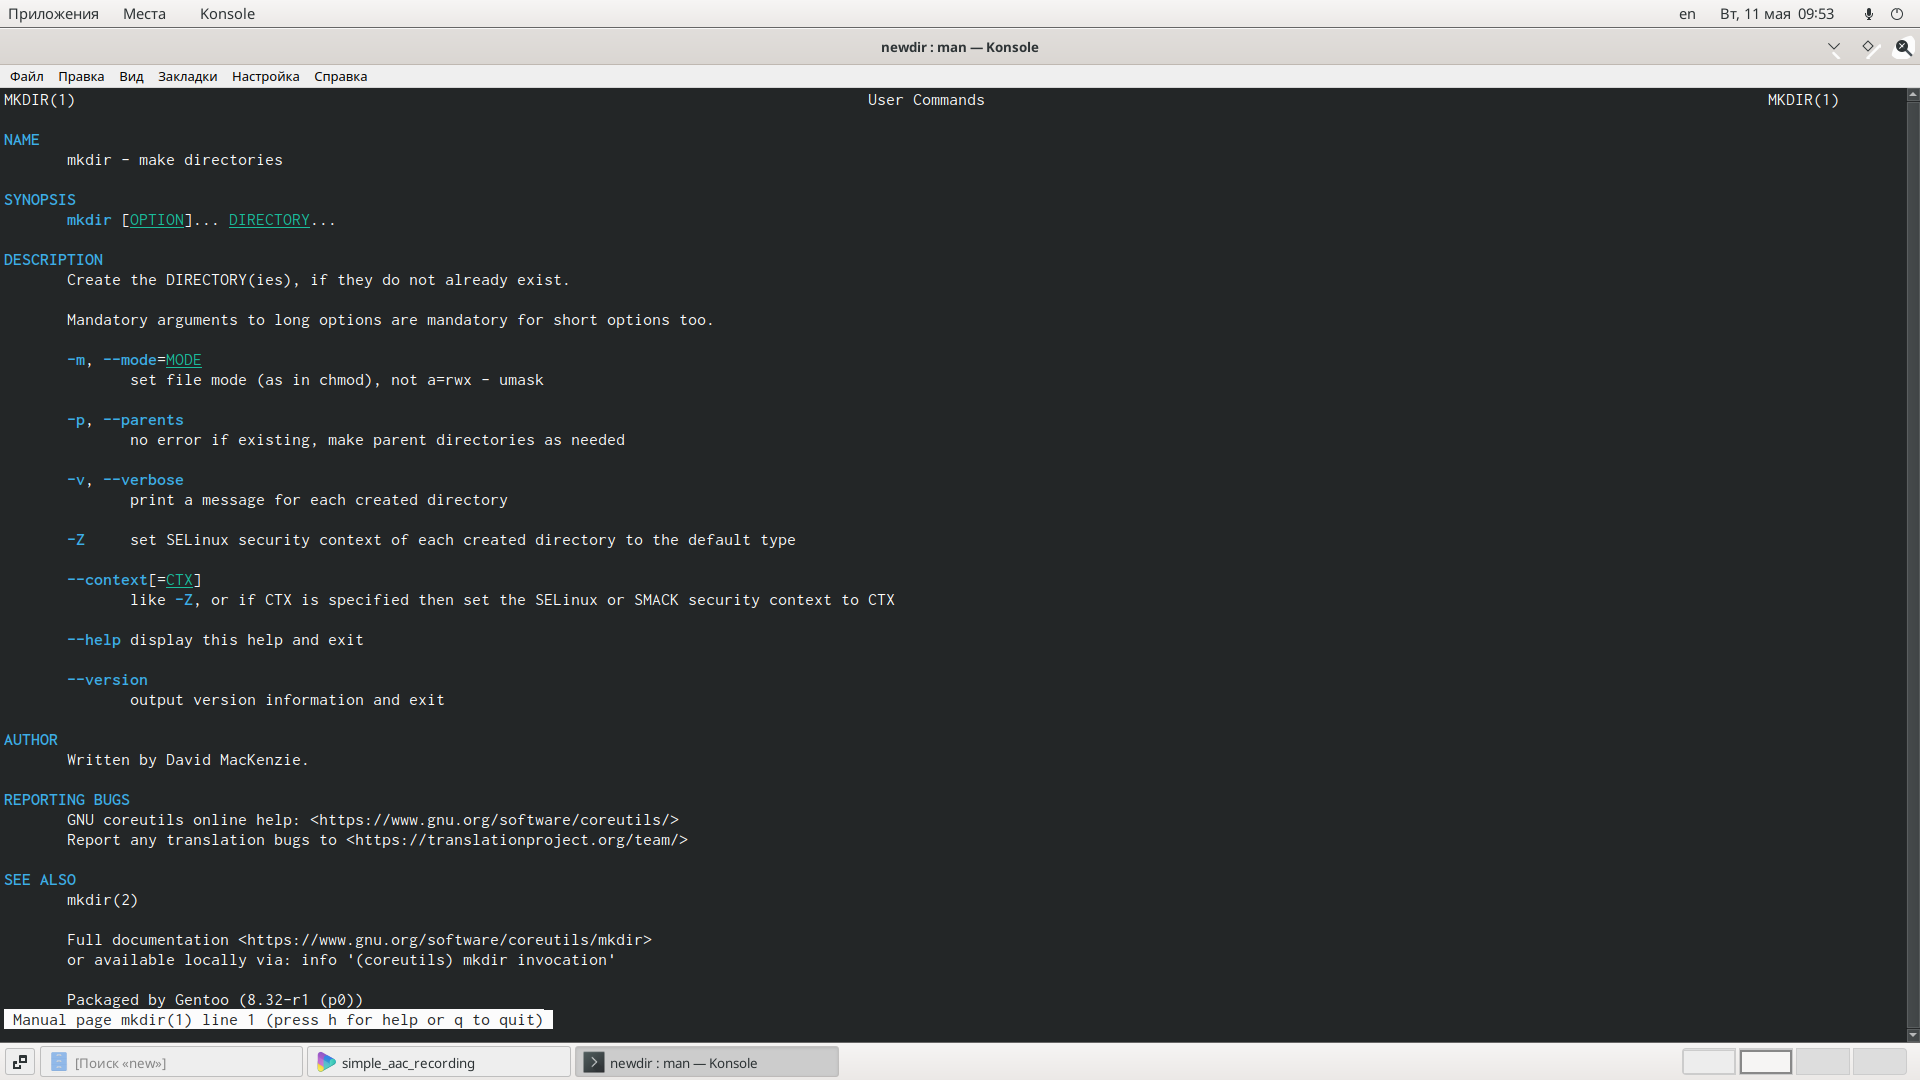 Приложения Места Konsole en Вт, 11 мая 09:53
newdir : man — Konsole
Файл Правка Вид Закладки Настройка Справка
MKDIR(1) User Commands MKDIR(1)
NAME
mkdir - make directories
SYNOPSIS
mkdir [OPTION]... DIRECTORY...
DESCRIPTION
Create the DIRECTORY(ies), if they do not already exist.
Mandatory arguments to long options are mandatory for short options too.
-m, --mode=MODE
set file mode (as in chmod), not a=rwx - umask
-p, --parents
no error if existing, make parent directories as needed
-v, --verbose
print a message for each created directory
-Z set SELinux security context of each created directory to the default type
--context[=CTX]
like -Z, or if CTX is specified then set the SELinux or SMACK security context to CTX
--help display this help and exit
--version
output version information and exit
AUTHOR
Written by David MacKenzie.
REPORTING BUGS
GNU coreutils online help: <https://www.gnu.org/software/coreutils/>
Report any translation bugs to <https://translationproject.org/team/>
SEE ALSO
mkdir(2)
Full documentation <https://www.gnu.org/software/coreutils/mkdir>
or available locally via: info '(coreutils) mkdir invocation'
Packaged by Gentoo (8.32-r1 (p0))
Manual page mkdir(1) line 1 (press h for help or q to quit)
[Поиск «new»] simple_aac_recording newdir : man — Konsole